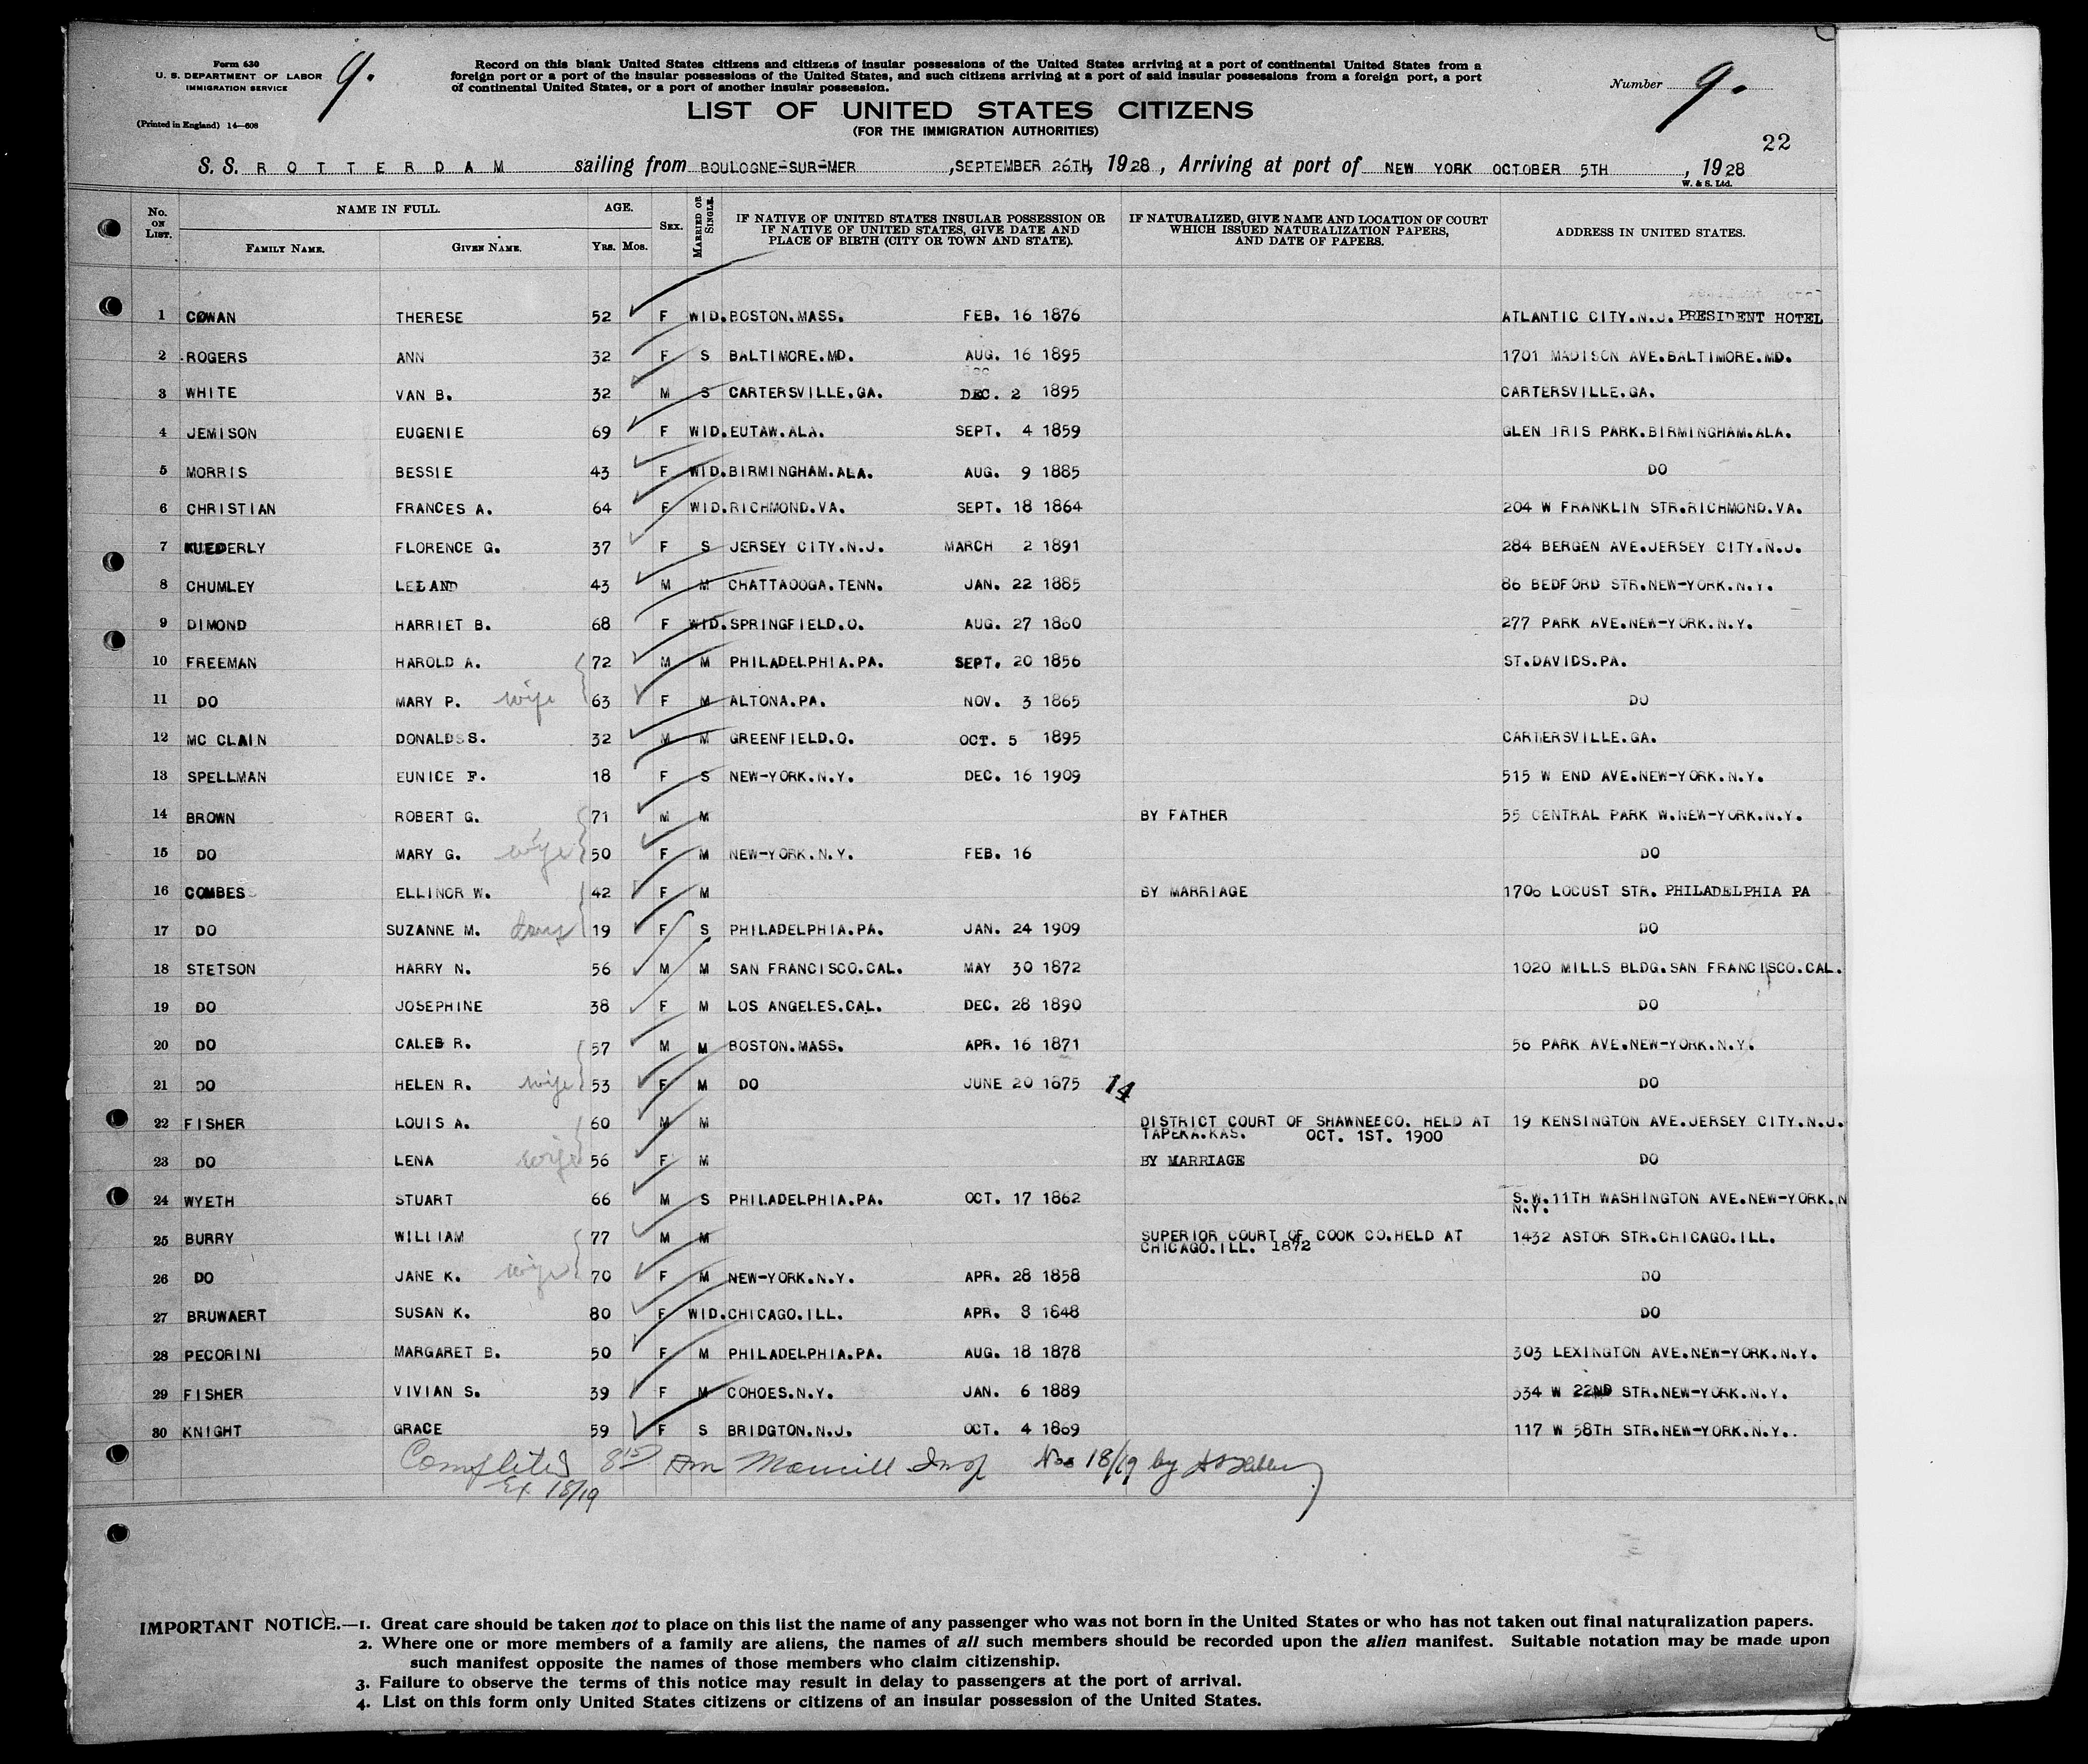 Form 630
U. S. DEPARTMENT OF LABOR
IMMIGRATION SERVICE
9.
(Printed in England) 14—608
Record on this blank United States citizens and citizens of insular possessions of the United States arriving at a port of continental United States from a
foreign port or a port of the insular possessions of the United States, and such citizens arriving at a port of said insular possessions from a foreign port, a port
of continental United States, or a port of another insular possession.
Number 9.
LIST OF UNITED STATES CITIZENS
(FOR THE IMMIGRATION AUTHORITIES)
22
S. S. ROTTERDAM sailing from BOULOGNE-SUR-MER ,SEPTEMBER 26TH, 1928, Arriving at port of NEW YORK OCTOBER 5TH , 1928
W. & S. Ltd.
No. ON LIST. NAME IN FULL. FAMILY NAME. GIVEN NAME. AGE. YRS. MOS. SEX. MARRIED OR SINGLE. IF NATIVE OF UNITED STATES INSULAR POSSESSION OR IF NATIVE OF UNITED STATES, GIVE DATE AND PLACE OF BIRTH (CITY OR TOWN AND STATE). IF NATURALIZED, GIVE NAME AND LOCATION OF COURT WHICH ISSUED NATURALIZATION PAPERS, AND DATE OF PAPERS. ADDRESS IN UNITED STATES.
1 COWAN THERESE 52 F WID. BOSTON.MASS. FEB. 16 1876 ATLANTIC CITY.N.J. PRESIDENT HOTEL
2 ROGERS ANN 32 F S BALTIMORE.MD. AUG. 16 1895 1701 MADISON AVE.BALTIMORE.MD.
3 WHITE VAN B. 32 M S CARTERSVILLE.GA. DEC. 2 1895 CARTERSVILLE.GA.
4 JEMISON EUGENIE 69 F WID. EUTAW.ALA. SEPT. 4 1859 GLEN IRIS PARK.BIRMINGHAM.ALA.
5 MORRIS BESSIE 43 F WID. BIRMINGHAM.ALA. AUG. 9 1885 DO
6 CHRISTIAN FRANCES A. 64 F WID. RICHMOND.VA. SEPT. 18 1864 204 W FRANKLIN STR.RICHMOND.VA.
7 KUEDERLY FLORENCE G. 37 F S JERSEY CITY.N.J. MARCH 2 1891 284 BERGEN AVE.JERSEY CITY.N.J.
8 CHUMLEY LELAND 43 M M CHATTAOOGA.TENN. JAN. 22 1885 86 BEDFORD STR.NEW-YORK.N.Y.
9 DIMOND HARRIET B. 68 F WID. SPRINGFIELD.O. AUG. 27 1860 277 PARK AVE.NEW-YORK.N.Y.
10 FREEMAN HAROLD A. 72 M M PHILADELPHIA.PA. SEPT. 20 1856 ST.DAVIDS.PA.
11 DO MARY P. wife 63 F M ALTONA.PA. NOV. 3 1865 DO
12 MC CLAIN DONALD S. 32 M M GREENFIELD.O. OCT. 5 1895 CARTERSVILLE.GA.
13 SPELLMAN EUNICE F. 18 F S NEW-YORK.N.Y. DEC. 16 1909 515 W END AVE.NEW-YORK.N.Y.
14 BROWN ROBERT G. 71 M M BY FATHER 55 CENTRAL PARK W.NEW-YORK.N.Y.
15 DO MARY G. wife 50 F M NEW-YORK.N.Y. FEB. 16 DO
16 COMBES ELLINOR W. 42 F M BY MARRIAGE 1706 LOCUST STR. PHILADELPHIA PA
17 DO SUZANNE M. daug 19 F S PHILADELPHIA.PA. JAN. 24 1909 DO
18 STETSON HARRY N. 56 M M SAN FRANCISCO.CAL. MAY 30 1872 1020 MILLS BLDG.SAN FRANCISCO.CAL.
19 DO JOSEPHINE 38 F M LOS ANGELES.CAL. DEC. 28 1890 DO
20 DO CALEB R. 57 M M BOSTON.MASS. APR. 16 1871 56 PARK AVE.NEW-YORK.N.Y.
21 DO HELEN R. wife 53 F M DO JUNE 20 1875 14 DO
22 FISHER LOUIS A. 60 M M DISTRICT COURT OF SHAWNEECO. HELD AT 19 KENSINGTON AVE.JERSEY CITY.N.J.
TAPEKA.KAS. OCT. 1ST. 1900
23 DO LENA wife 56 F M BY MARRIAGE DO
24 WYETH STUART 66 M S PHILADELPHIA.PA. OCT. 17 1862 S.W.11TH WASHINGTON AVE.NEW-YORK.N
N.Y.
25 BURRY WILLIAM 77 M M SUPERIOR COURT OF COOK CO.HELD AT 1432 ASTOR STR.CHICAGO.ILL.
CHICAGO.ILL. 1872
26 DO JANE K. wife 70 F M NEW-YORK.N.Y. APR. 28 1858 DO
27 BRUWAERT SUSAN K. 80 F WID. CHICAGO.ILL. APR. 8 1848 DO
28 PECORINI MARGARET B. 50 F M PHILADELPHIA.PA. AUG. 18 1878 303 LEXINGTON AVE.NEW-YORK.N.Y.
29 FISHER VIVIAN S. 39 F M COHOES.N.Y. JAN. 6 1889 334 W 22ND STR.NEW-YORK.N.Y.
30 KNIGHT GRACE 59 F S BRIDGTON.N.J. OCT. 4 1869 117 W 58TH STR.NEW-YORK.N.Y..
Completed 815 Am Insp Nos 18/19 by
Ex 18/19
IMPORTANT NOTICE.—1. Great care should be taken not to place on this list the name of any passenger who was not born in the United States or who has not taken out final naturalization papers.
2. Where one or more members of a family are aliens, the names of all such members should be recorded upon the alien manifest. Suitable notation may be made upon
such manifest opposite the names of those members who claim citizenship.
3. Failure to observe the terms of this notice may result in delay to passengers at the port of arrival.
4. List on this form only United States citizens or citizens of an insular possession of the United States.